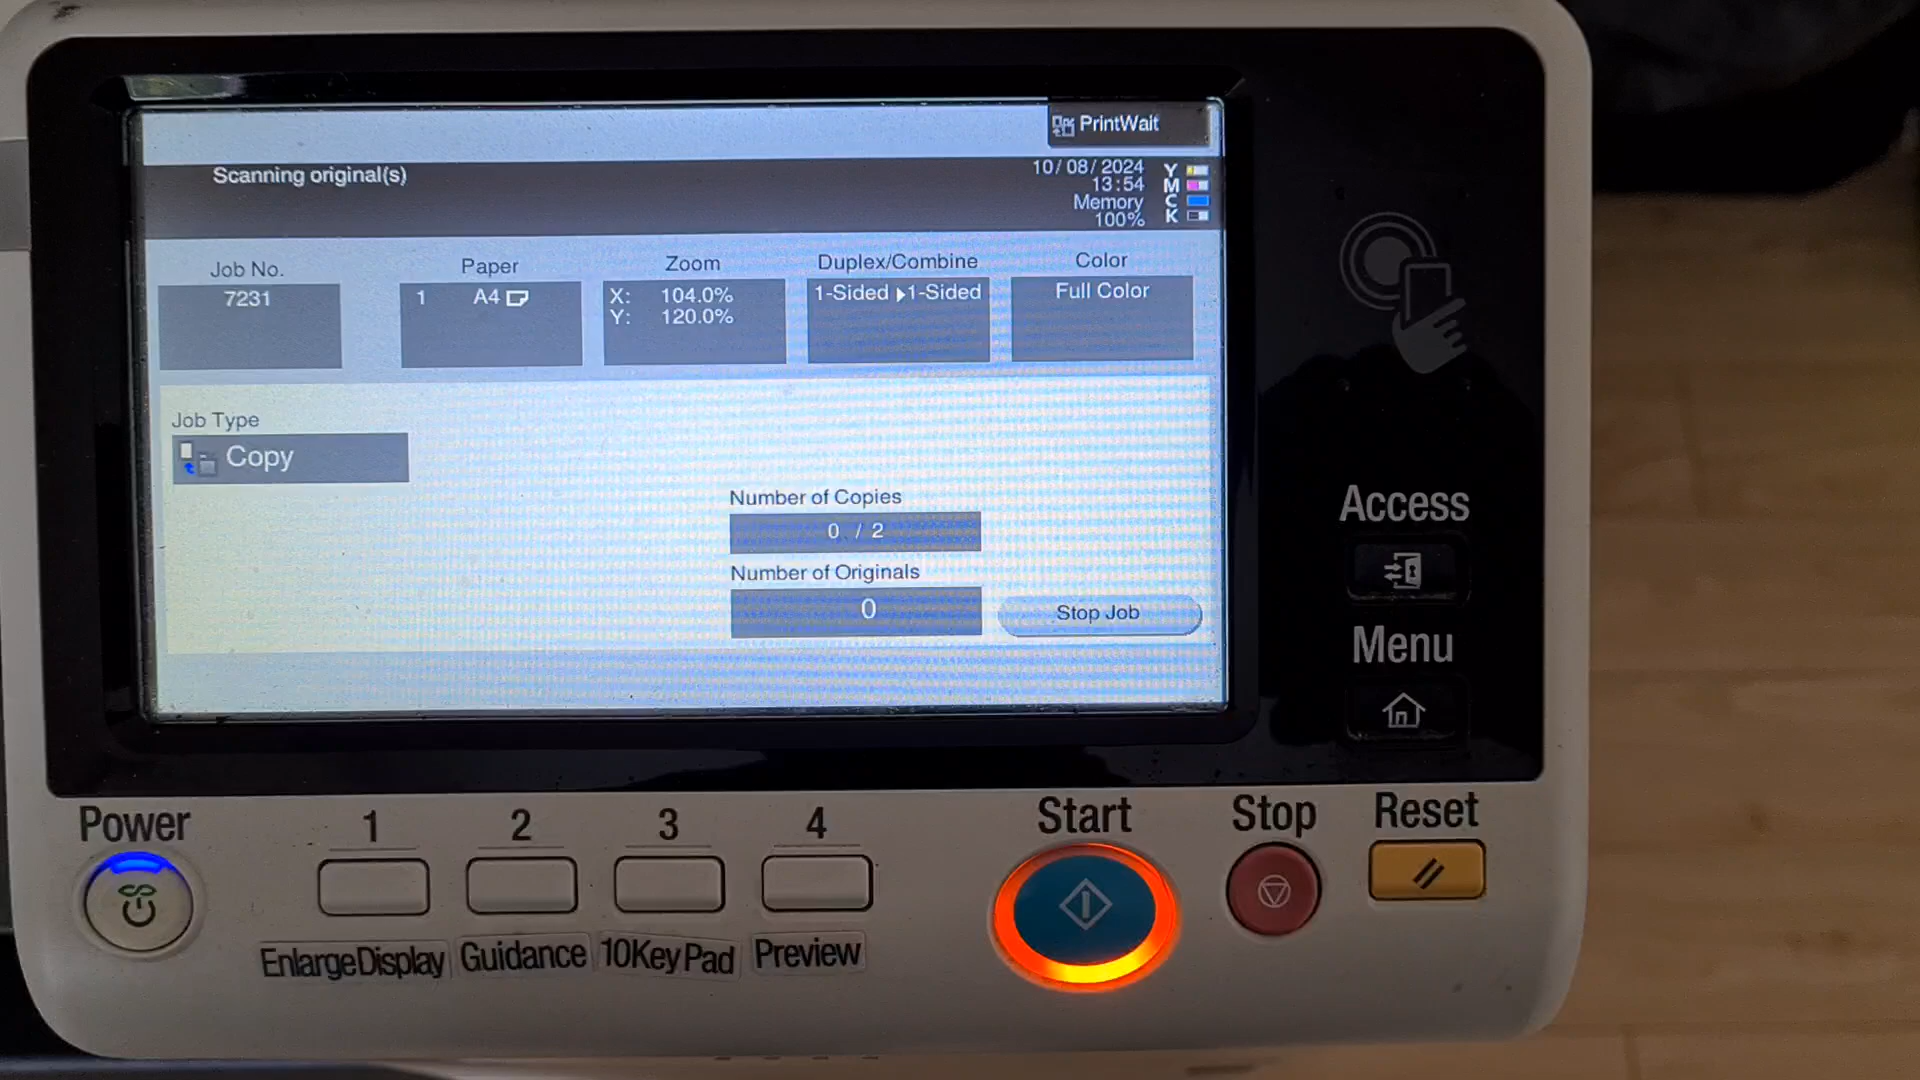 PrintWait
Scanning original(s)
10/08/2024
13:54
Memory
100%
Y
M
C
K
Job No.
7231
Paper
1 A4
Zoom
X: 104.0%
Y: 120.0%
Duplex/Combine
1-Sided ▶1-Sided
Color
Full Color
Job Type
Copy
Number of Copies
0 / 2
Number of Originals
0
Stop Job
Access
Menu
Power
1
2
3
4
Start
Stop
Reset
EnlargeDisplay
Guidance
10KeyPad
Preview